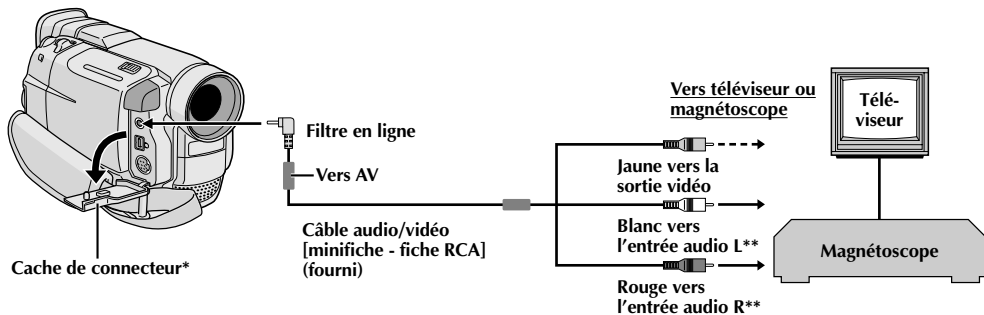 Vers téléviseur ou
magnétoscope
Télé-
viseur
Filtre en ligne
Vers AV
Jaune vers la
sortie vidéo
Câble audio/vidéo
[minifiche - fiche RCA]
(fourni)
Blanc vers
l'entrée audio L**
Magnétoscope
Cache de connecteur*
Rouge vers
l'entrée audio R**